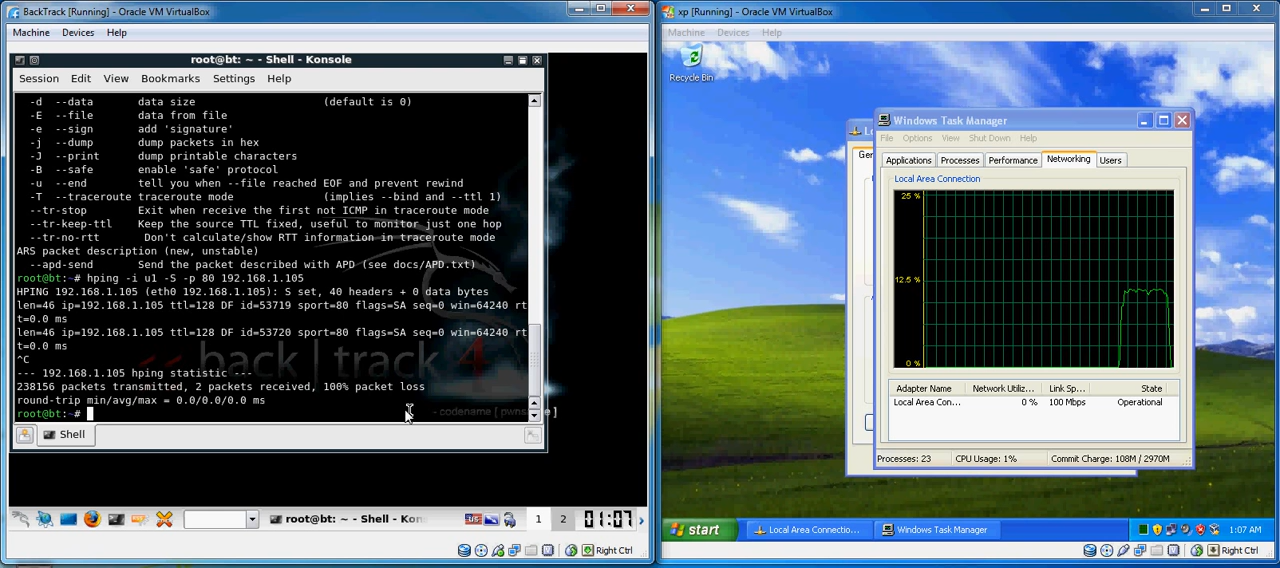 BackTrack [Running] - Oracle VM VirtualBox
Machine Devices Help
root@bt: ~ - Shell - Konsole
Session Edit View Bookmarks Settings Help
-d --data data size (default is 0)
-E --file data from file
-e --sign add 'signature'
-j --dump dump packets in hex
-J --print dump printable characters
-B --safe enable 'safe' protocol
-u --end tell you when --file reached EOF and prevent rewind
-T --traceroute traceroute mode (implies --bind and --ttl 1)
--tr-stop Exit when receive the first not ICMP in traceroute mode
--tr-keep-ttl Keep the source TTL fixed, useful to monitor just one hop
--tr-no-rtt Don't calculate/show RTT information in traceroute mode
ARS packet description (new, unstable)
--apd-send Send the packet described with APD (see docs/APD.txt)
root@bt:~# hping -i u1 -S -p 80 192.168.1.105
HPING 192.168.1.105 (eth0 192.168.1.105): S set, 40 headers + 0 data bytes
len=46 ip=192.168.1.105 ttl=128 DF id=53719 sport=80 flags=SA seq=0 win=64240 rt
t=0.0 ms
len=46 ip=192.168.1.105 ttl=128 DF id=53720 sport=80 flags=SA seq=0 win=64240 rt
t=0.0 ms
^C
--- 192.168.1.105 hping statistic ---
238156 packets transmitted, 2 packets received, 100% packet loss
round-trip min/avg/max = 0.0/0.0/0.0 ms
root@bt:~#
<< back | track 4
Shell
root@bt: ~ - Shell - Kon
US
1
2
01:07
Right Ctrl
xp [Running] - Oracle VM VirtualBox
Machine Devices Help
Recycle Bin
Gen
Windows Task Manager
File Options View Shut Down Help
Applications Processes Performance Networking Users
Local Area Connection
25 %
12.5 %
0 %
Adapter Name Network Utiliz... Link Sp... State
Local Area Con... 0 % 100 Mbps Operational
Processes: 23 CPU Usage: 1% Commit Charge: 108M / 2970M
start
Local Area Connectio...
Windows Task Manager
1:07 AM
Right Ctrl